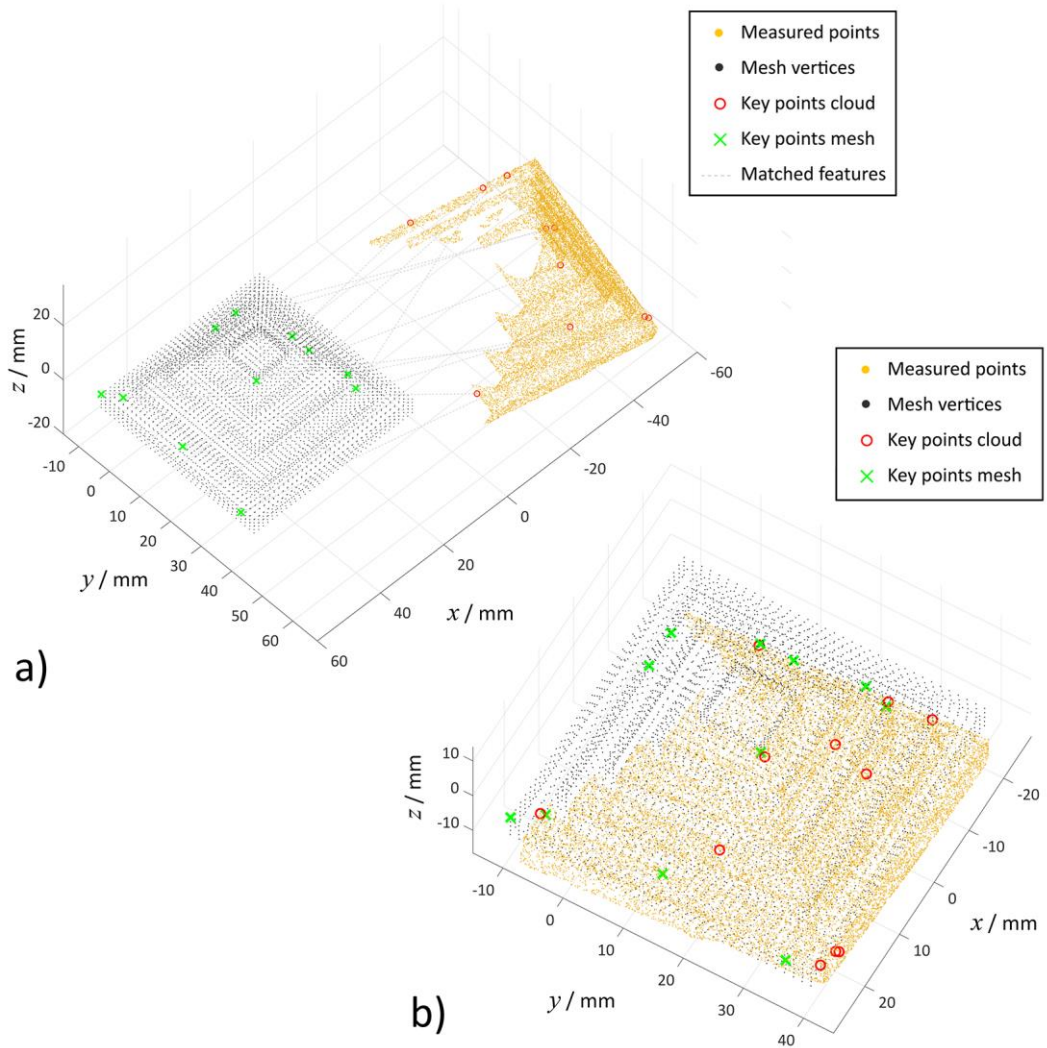 Measured points
Mesh vertices
Key points cloud
Key points mesh
Matched features
z / mm
20
0
-20
-10
0
10
20
30
40
50
60
y / mm
60
40
20
0
-20
-40
-60
x / mm
a)
Measured points
Mesh vertices
Key points cloud
Key points mesh
z / mm
10
0
-10
-10
0
10
20
30
40
y / mm
20
10
0
-10
-20
x / mm
b)